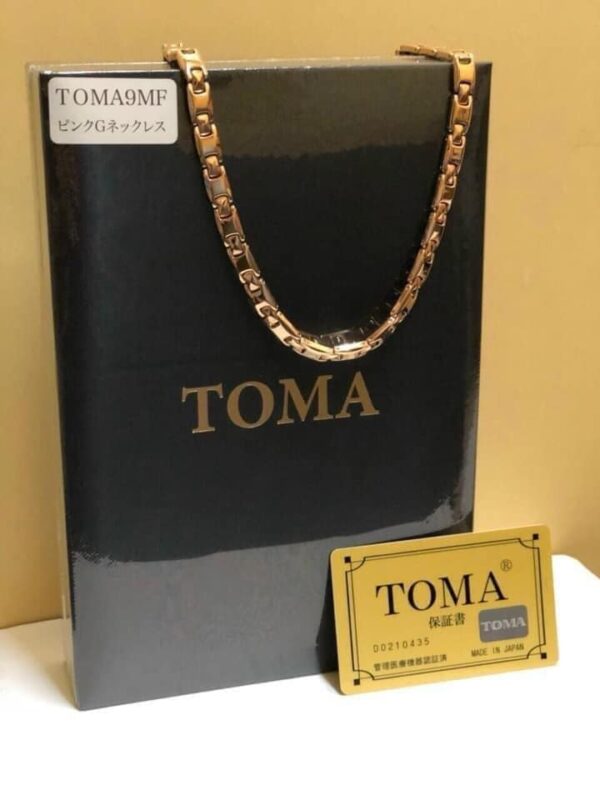 TOMA9MF
ピンクGネックレス
TOMA
TOMA®
保証書
TOMA
00210435
MADE IN JAPAN
管理医療機器認証済